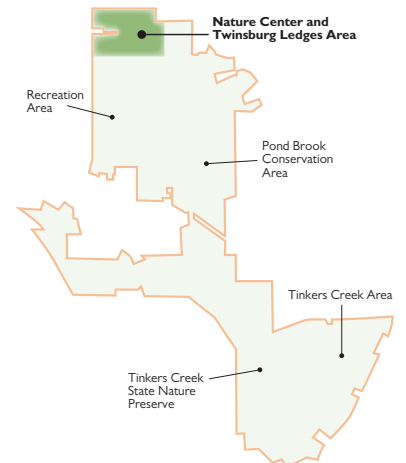 Nature Center and
Twinsburg Ledges Area
Recreation
Area
Pond Brook
Conservation
Area
Tinkers Creek Area
Tinkers Creek
State Nature
Preserve